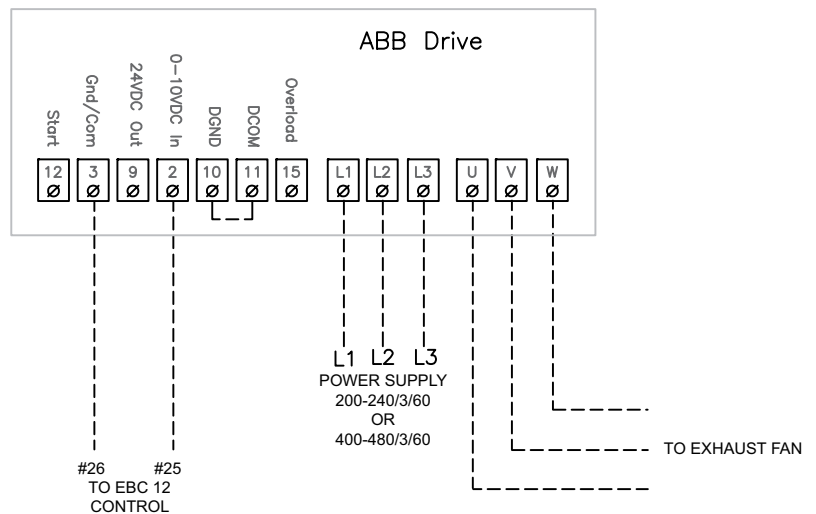 ABB Drive
Start
Gnd/Com
24VDC Out
0-10VDC In
DGND
DCOM
Overload
12 3 9 2 10 11 15 L1 L2 L3 U V W
L1 L2 L3
POWER SUPPLY
200-240/3/60
OR
400-480/3/60
TO EXHAUST FAN
#26 #25
TO EBC 12
CONTROL